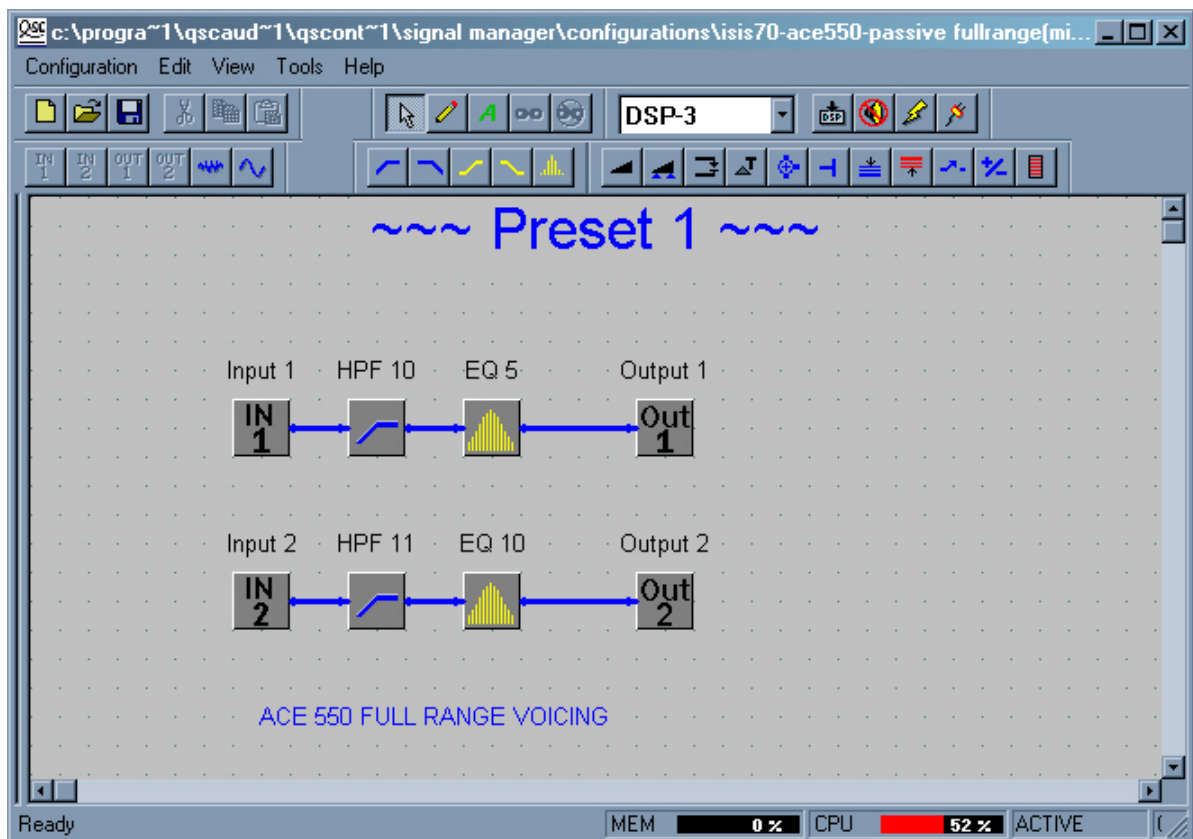 QSC c:\progra~1\qscaud~1\qscont~1\signal manager\configurations\isis70-ace550-passive fullrange(mi...
Configuration Edit View Tools Help
A DSP-3 DSP
IN 1 IN 2 OUT 1 OUT 2
~~~ Preset 1 ~~~
Input 1 HPF 10 EQ 5 Output 1
IN 1 Out 1
Input 2 HPF 11 EQ 10 Output 2
IN 2 Out 2
ACE 550 FULL RANGE VOICING
Ready MEM 0% CPU 52% ACTIVE